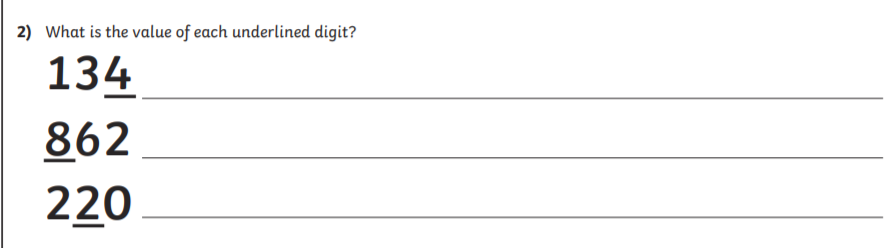 2) What is the value of each underlined digit?
134
862
220